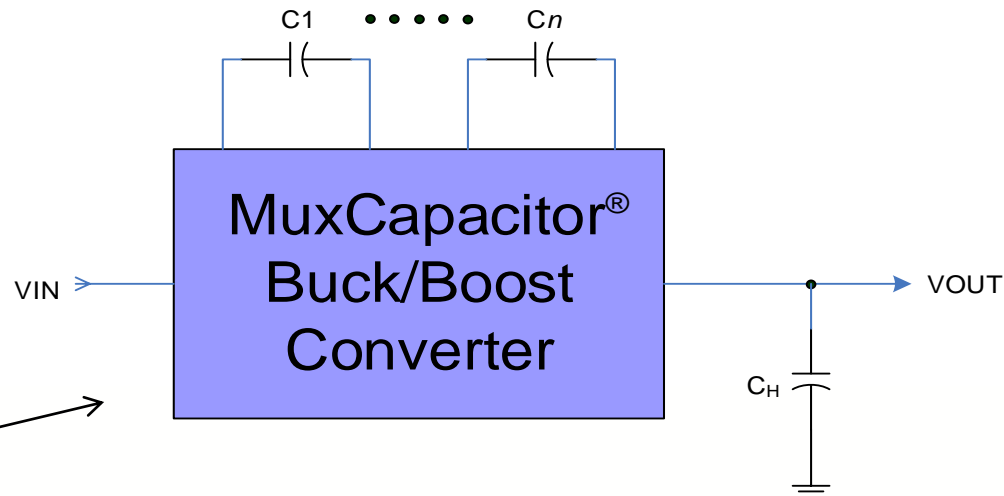 C1 ••••• Cn
MuxCapacitor®
Buck/Boost
Converter
VIN
VOUT
CH